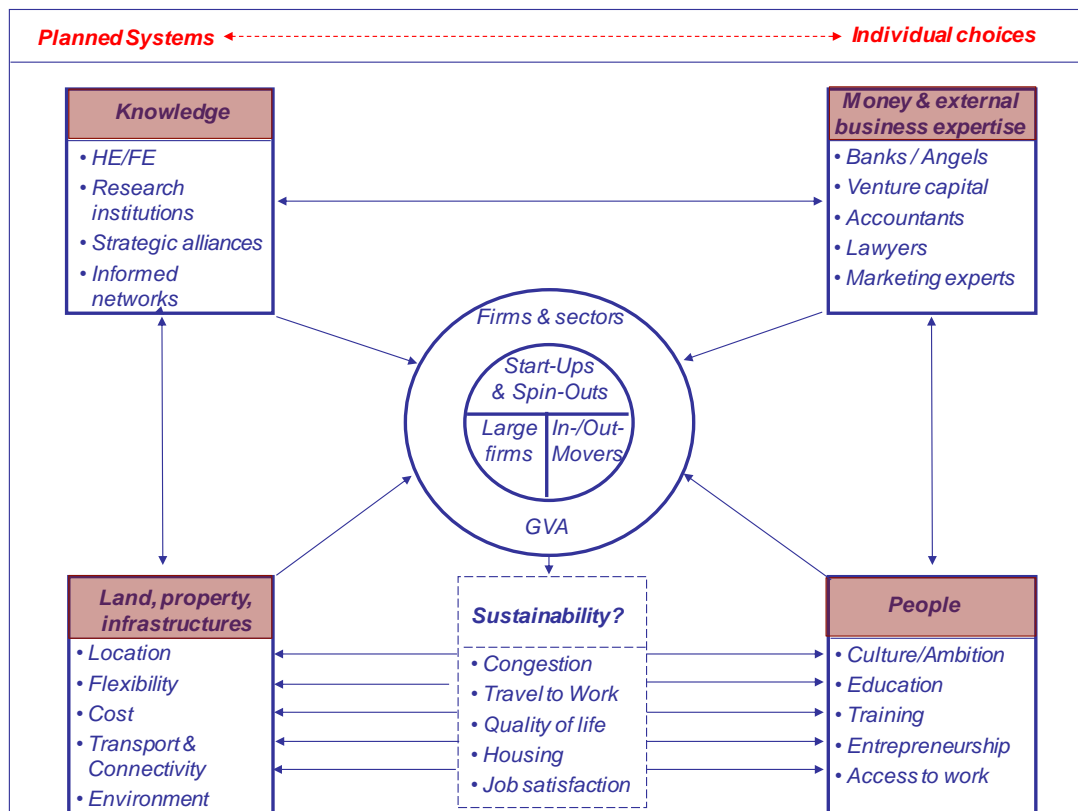 Planned Systems
Individual choices
Knowledge
• HE/FE
• Research
institutions
• Strategic alliances
• Informed
networks
Money & external
business expertise
• Banks / Angels
• Venture capital
• Accountants
• Lawyers
• Marketing experts
Firms & sectors
Start-Ups
& Spin-Outs
Large
firms
In-/Out-
Movers
GVA
Land, property,
infrastructures
• Location
• Flexibility
• Cost
• Transport &
Connectivity
• Environment
Sustainability?
• Congestion
• Travel to Work
• Quality of life
• Housing
• Job satisfaction
People
• Culture/Ambition
• Education
• Training
• Entrepreneurship
• Access to work